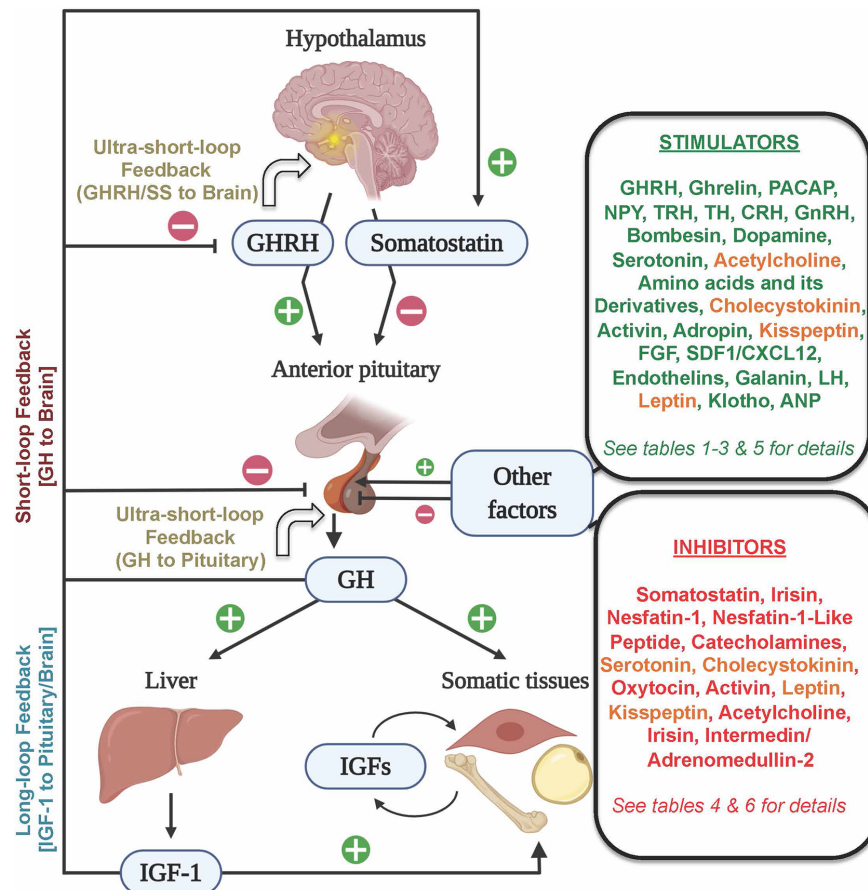 Hypothalamus
Ultra-short-loop
Feedback
(GHRH/SS to Brain)
GHRH
Somatostatin
Anterior pituitary
Short-loop Feedback
[GH to Brain]
Other
factors
Ultra-short-loop
Feedback
(GH to Pituitary)
GH
Liver
Somatic tissues
IGFs
IGF-1
Long-loop Feedback
[IGF-1 to Pituitary/Brain]
STIMULATORS
GHRH, Ghrelin, PACAP,
NPY, TRH, TH, CRH, GnRH,
Bombesin, Dopamine,
Serotonin, Acetylcholine,
Amino acids and its
Derivatives, Cholecystokinin,
Activin, Adropin, Kisspeptin,
FGF, SDF1/CXCL12,
Endothelins, Galanin, LH,
Leptin, Klotho, ANP
See tables 1-3 & 5 for details
INHIBITORS
Somatostatin, Irisin,
Nesfatin-1, Nesfatin-1-Like
Peptide, Catecholamines,
Serotonin, Cholecystokinin,
Oxytocin, Activin, Leptin,
Kisspeptin, Acetylcholine,
Irisin, Intermedin/
Adrenomedullin-2
See tables 4 & 6 for details